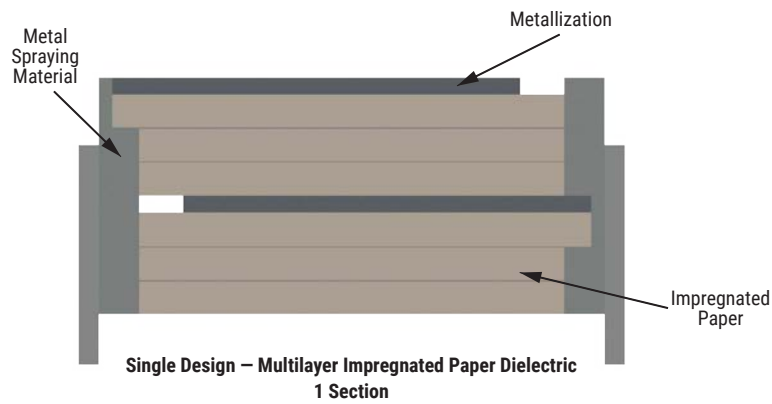 Metallization
Metal
Spraying
Material
Impregnated
Paper
Single Design — Multilayer Impregnated Paper Dielectric
1 Section